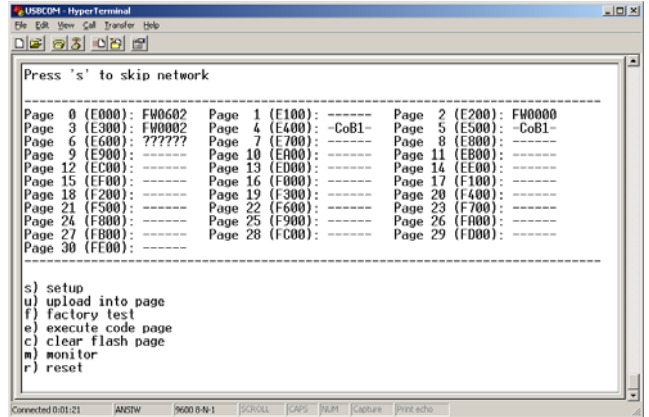 USBCOM - HyperTerminal
File Edit View Call Transfer Help
Press 's' to skip network
--------------------------------------------------------------------------------
Page 0 (E000): FW0602 Page 1 (E100): ------ Page 2 (E200): FW0000
Page 3 (E300): FW0002 Page 4 (E400): -CoB1- Page 5 (E500): -CoB1-
Page 6 (E600): ?????? Page 7 (E700): ------ Page 8 (E800): ------
Page 9 (E900): ------ Page 10 (EA00): ------ Page 11 (EB00): ------
Page 12 (EC00): ------ Page 13 (ED00): ------ Page 14 (EE00): ------
Page 15 (EF00): ------ Page 16 (F000): ------ Page 17 (F100): ------
Page 18 (F200): ------ Page 19 (F300): ------ Page 20 (F400): ------
Page 21 (F500): ------ Page 22 (F600): ------ Page 23 (F700): ------
Page 24 (F800): ------ Page 25 (F900): ------ Page 26 (FA00): ------
Page 27 (FB00): ------ Page 28 (FC00): ------ Page 29 (FD00): ------
Page 30 (FE00): ------
--------------------------------------------------------------------------------
s) setup
u) upload into page
f) factory test
e) execute code page
c) clear flash page
m) monitor
r) reset
Connected 0:01:21 ANSIW 9600 8-N-1 SCROLL CAPS NUM Capture Print echo